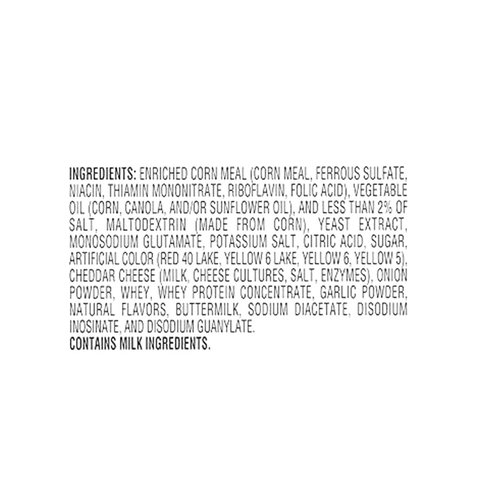 INGREDIENTS: ENRICHED CORN MEAL (CORN MEAL, FERROUS SULFATE,
NIACIN, THIAMIN MONONITRATE, RIBOFLAVIN, FOLIC ACID), VEGETABLE
OIL (CORN, CANOLA, AND/OR SUNFLOWER OIL), AND LESS THAN 2% OF
SALT, MALTODEXTRIN (MADE FROM CORN), YEAST EXTRACT,
MONOSODIUM GLUTAMATE, POTASSIUM SALT, CITRIC ACID, SUGAR,
ARTIFICIAL COLOR (RED 40 LAKE, YELLOW 6 LAKE, YELLOW 6, YELLOW 5),
CHEDDAR CHEESE (MILK, CHEESE CULTURES, SALT, ENZYMES), ONION
POWDER, WHEY, WHEY PROTEIN CONCENTRATE, GARLIC POWDER,
NATURAL FLAVORS, BUTTERMILK, SODIUM DIACETATE, DISODIUM
INOSINATE, AND DISODIUM GUANYLATE.
CONTAINS MILK INGREDIENTS.